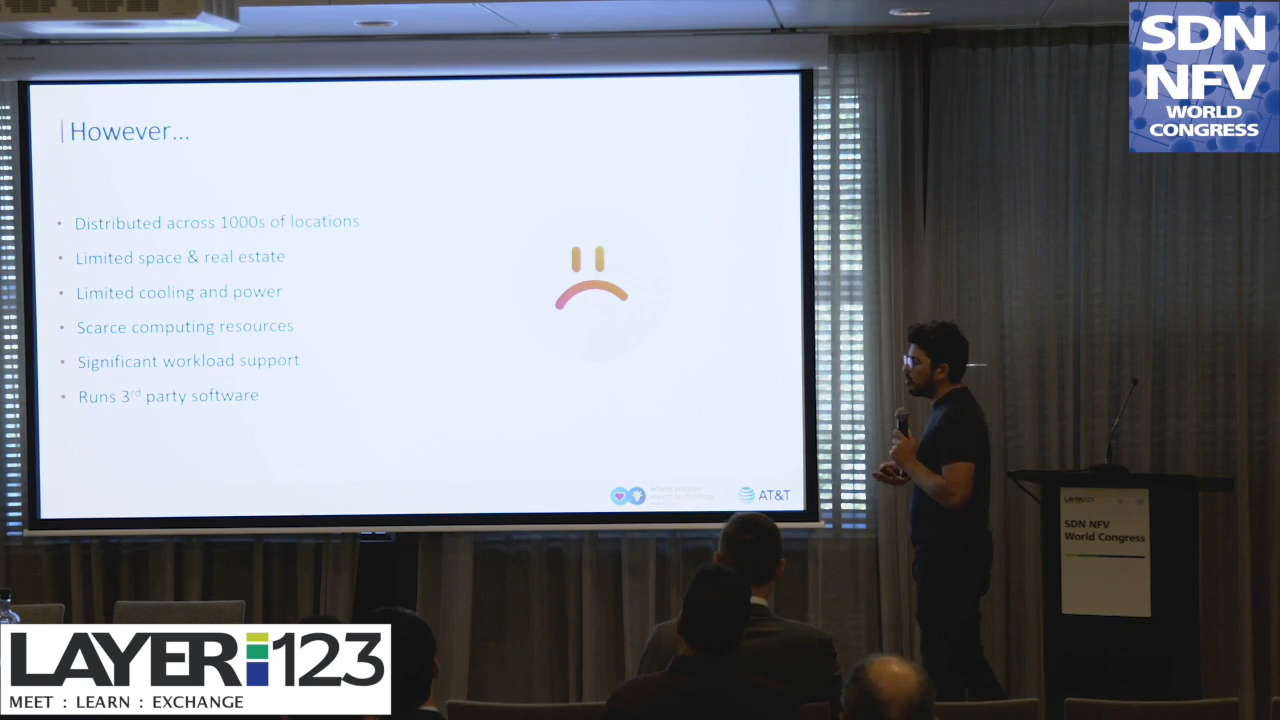 SDN
NFV
WORLD
CONGRESS
However...
• Distributed across 1000s of locations
• Limited space & real estate
• Limited cooling and power
• Scarce computing resources
• Significant workload support
• Runs 3rd party software
AT&T
LAYER123
SDN NFV
World Congress
LAYER123
MEET : LEARN : EXCHANGE